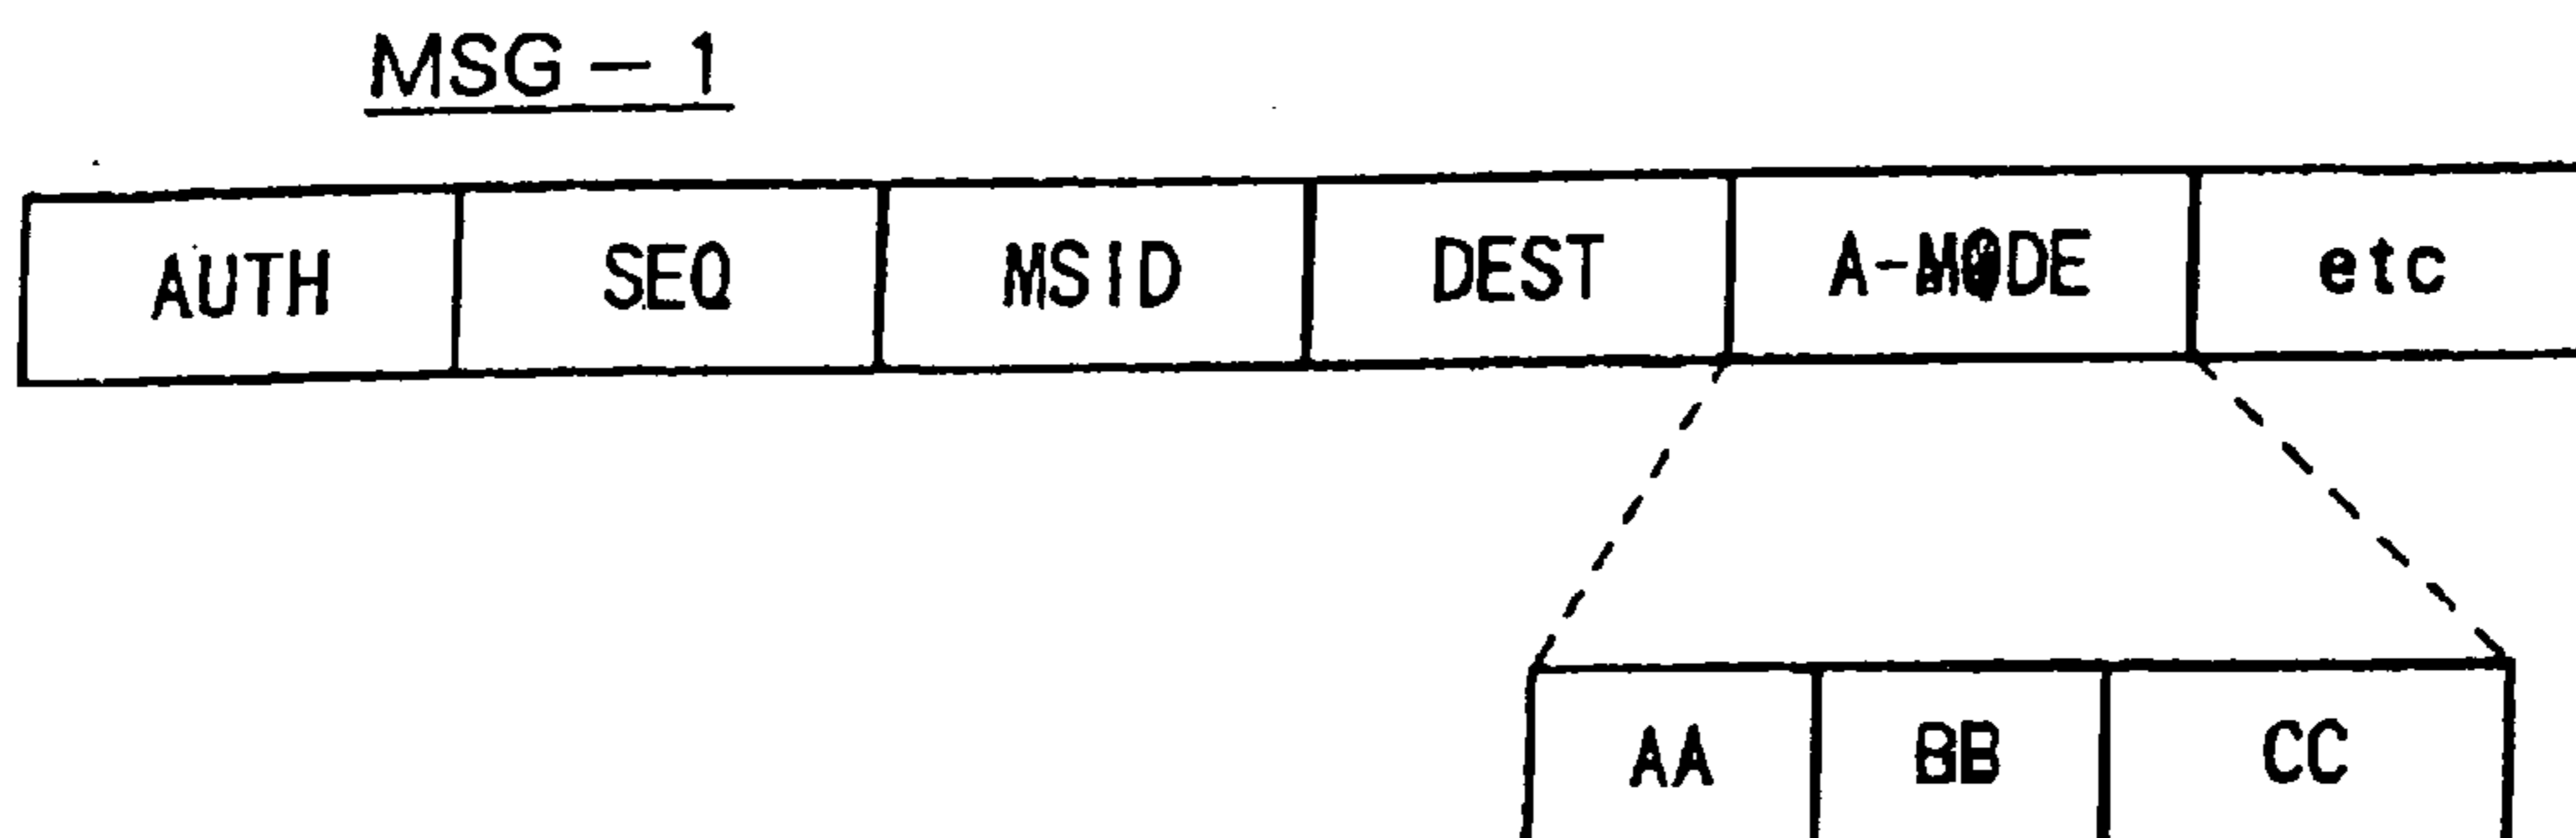 MSG – 1
AUTH SEQ MSID DEST A-MODE etc
AA BB CC